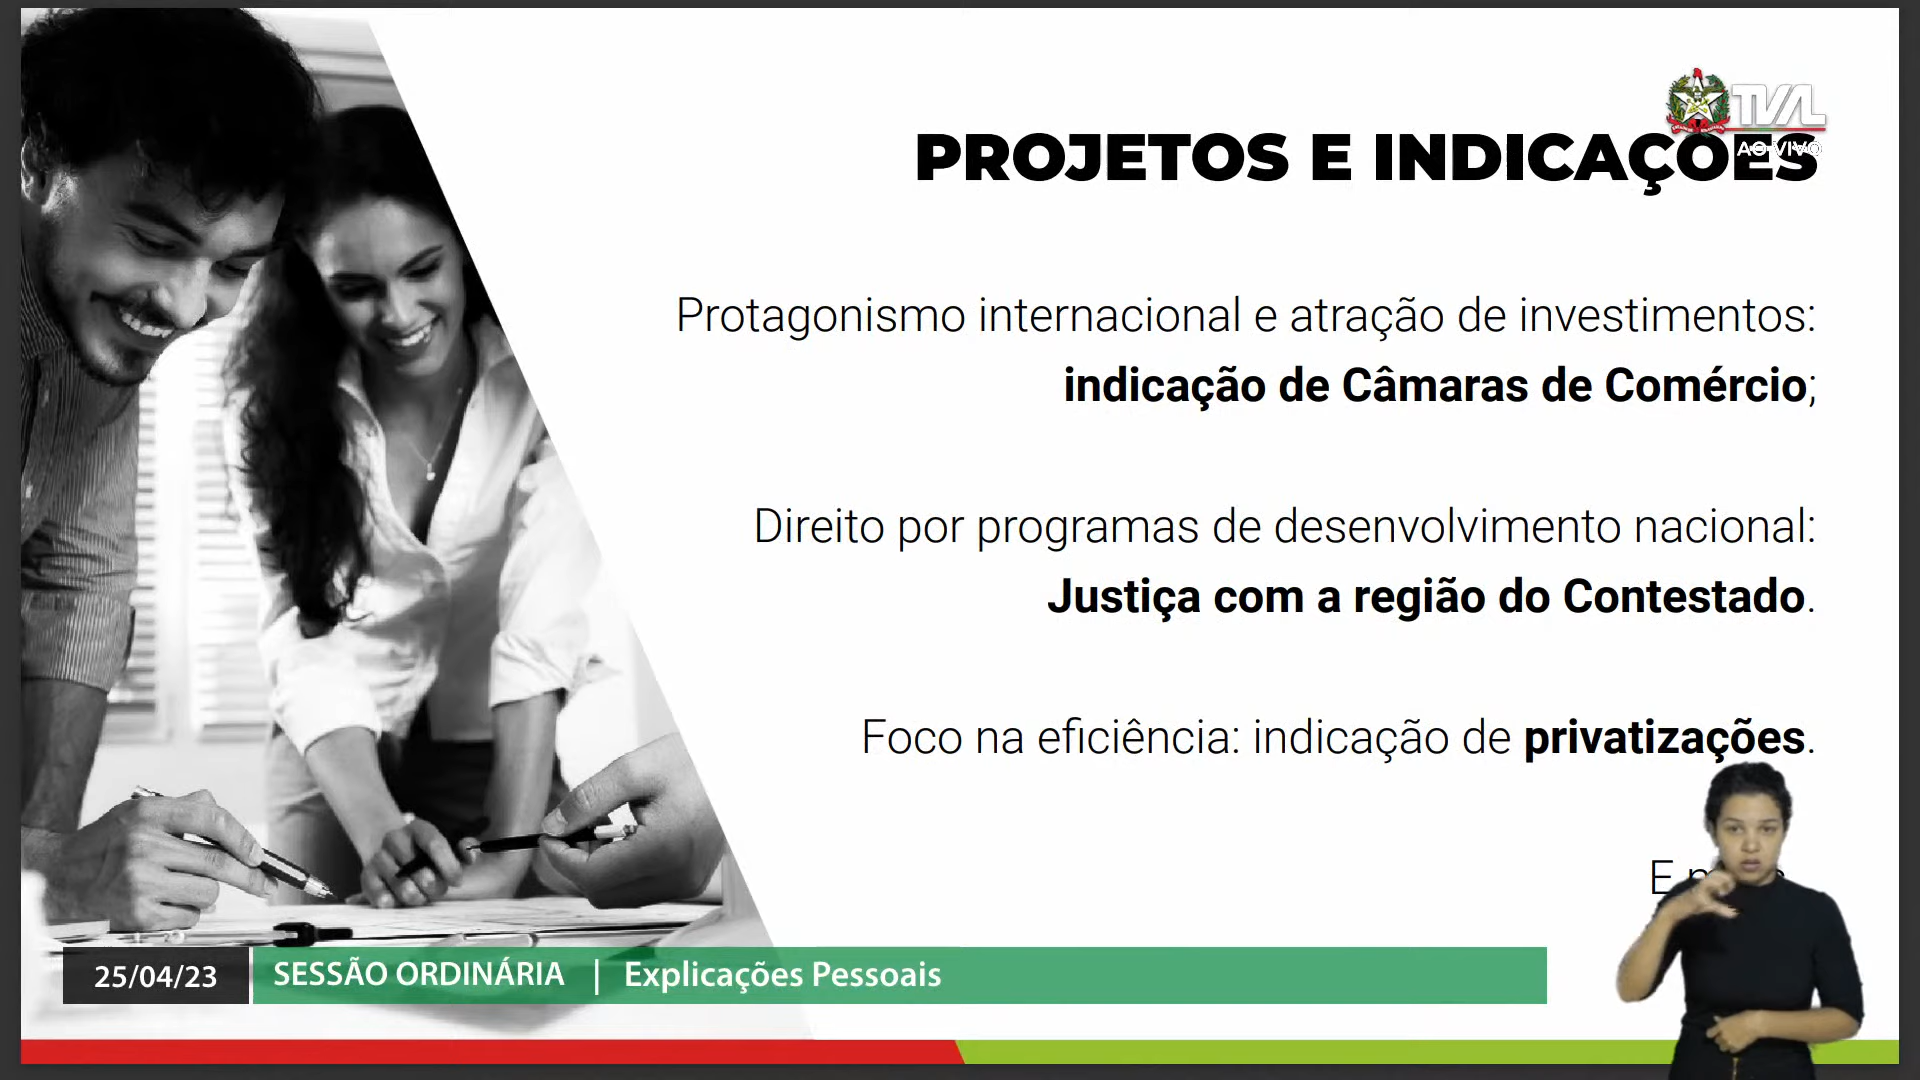 TVAL
AO VIVO
PROJETOS E INDICAÇÕES
Protagonismo internacional e atração de investimentos:
indicação de Câmaras de Comércio;
Direito por programas de desenvolvimento nacional:
Justiça com a região do Contestado.
Foco na eficiência: indicação de privatizações.
E
25/04/23 SESSÃO ORDINÁRIA | Explicações Pessoais